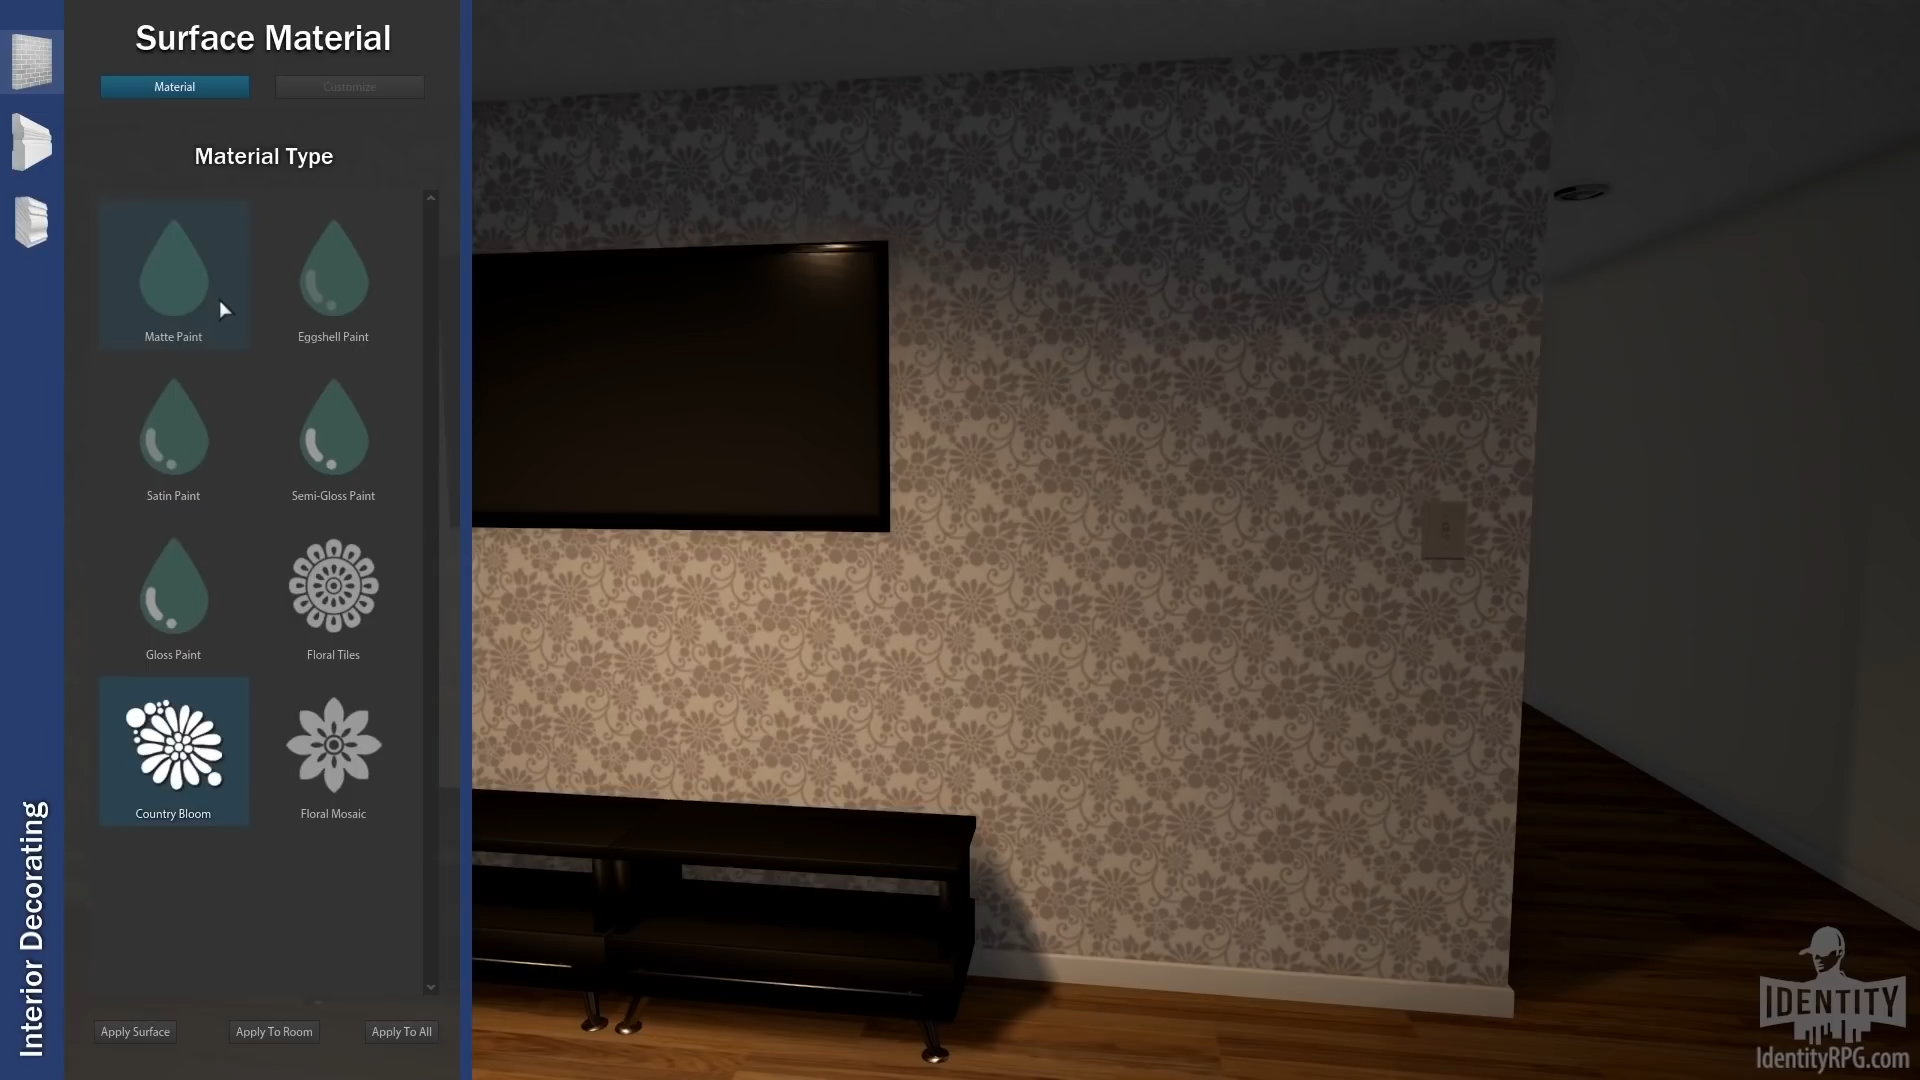 Surface Material
Material
Customize
Material Type
Matte Paint
Eggshell Paint
Satin Paint
Semi-Gloss Paint
Gloss Paint
Floral Tiles
Country Bloom
Floral Mosaic
Apply Surface
Apply To Room
Apply To All
Interior Decorating
IDENTITY
IdentityRPG.com